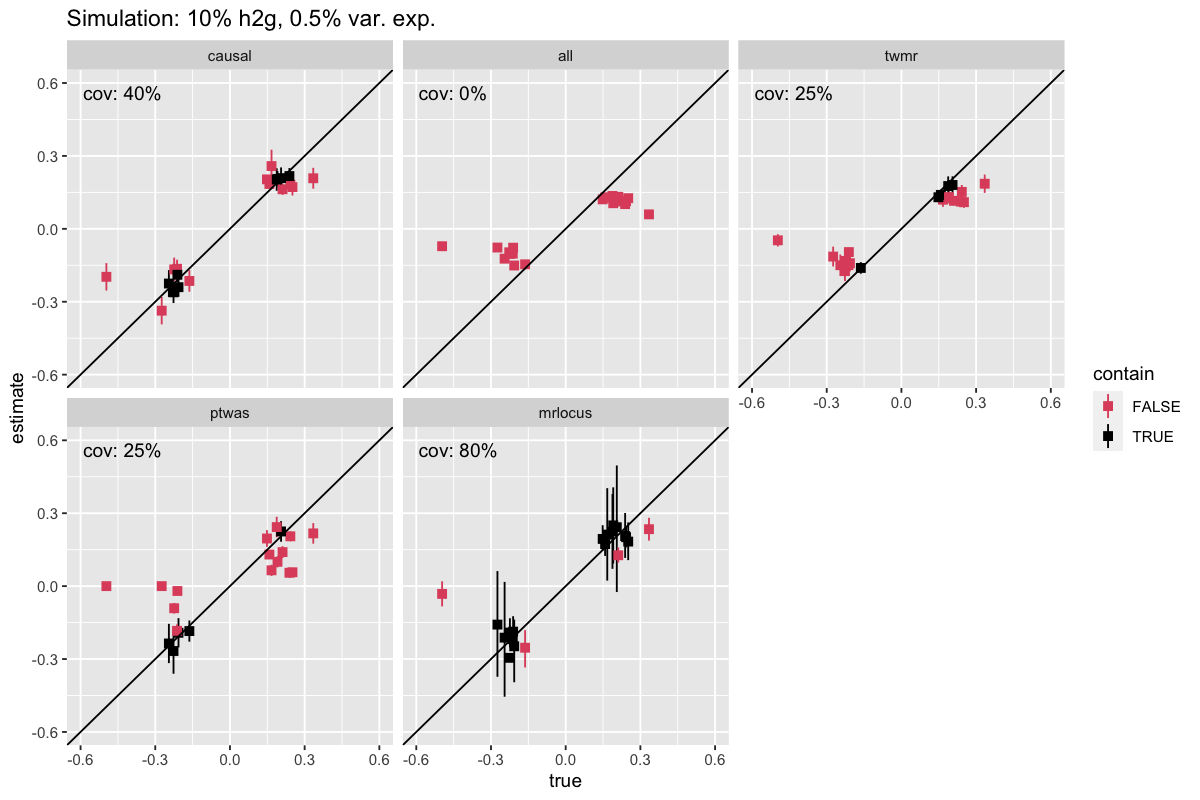 Simulation: 10% h2g, 0.5% var. exp.
causal
all
twmr
cov: 40%
cov: 0%
cov: 25%
0.6
0.3
0.0
-0.3
-0.6
-0.6 -0.3 0.0 0.3 0.6
ptwas
mrlocus
cov: 25%
cov: 80%
0.6
0.3
0.0
-0.3
-0.6
-0.6 -0.3 0.0 0.3 0.6
-0.6 -0.3 0.0 0.3 0.6
estimate
true
contain
FALSE
TRUE